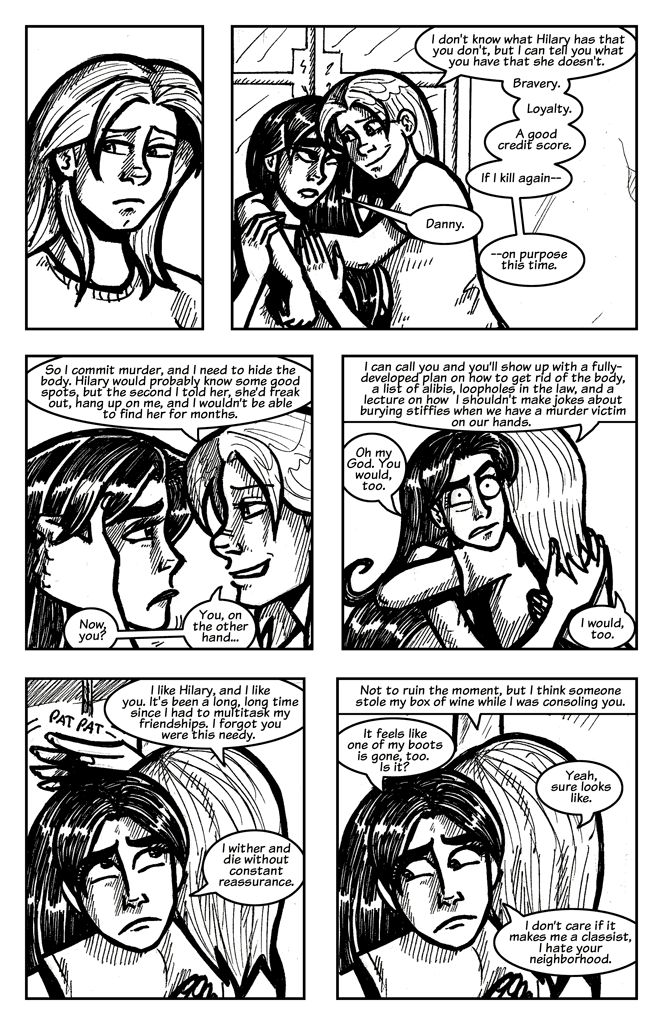 I don't know what Hilary has that
you don't, but I can tell you what
you have that she doesn't.
Bravery.
Loyalty.
A good
credit score.
If I kill again--
Danny.
--on purpose
this time.
So I commit murder, and I need to hide the
body. Hilary would probably know some good
spots, but the second I told her, she'd freak
out, hang up on me, and I wouldn't be able
to find her for months.
Now,
you?
You, on
the other
hand...
I can call you and you'll show up with a fully-
developed plan on how to get rid of the body,
a list of alibis, loopholes in the law, and a
lecture on how I shouldn't make jokes about
burying stiffies when we have a murder victim
on our hands.
Oh my
God. You
would,
too.
I would,
too.
PAT PAT
I like Hilary, and I like
you. It's been a long, long time
since I had to multitask my
friendships. I forgot you
were this needy.
I wither and
die without
constant
reassurance.
Not to ruin the moment, but I think someone
stole my box of wine while I was consoling you.
It feels like
one of my boots
is gone, too.
Is it?
Yeah,
sure looks
like.
I don't care if it
makes me a classist,
I hate your
neighborhood.